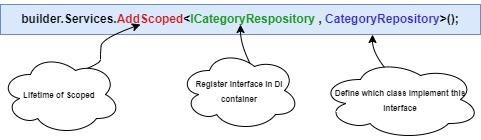 builder.Services.AddScoped<ICategoryRespository , CategoryRepository>();
Lifetime of Scoped
Register Interface in DI
container
Define which class implement this
interface